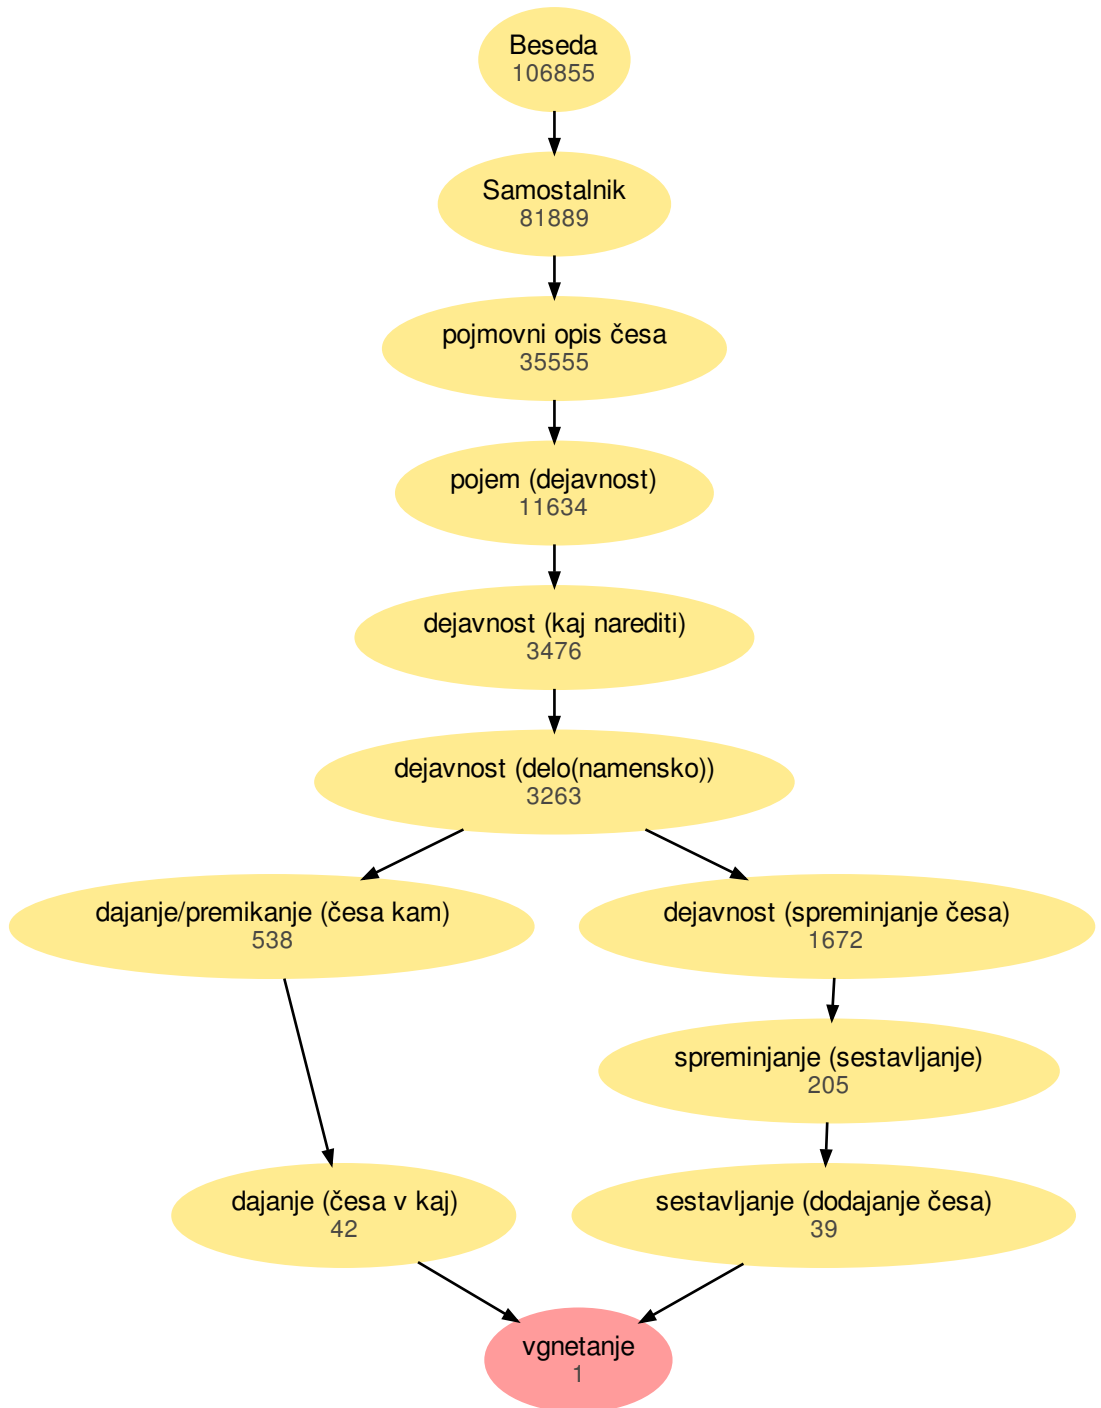 Beseda
106855
Samostalnik
81889
pojmovni opis česa
35555
pojem (dejavnost)
11634
dejavnost (kaj narediti)
3476
dejavnost (delo(namensko))
3263
dajanje/premikanje (česa kam)
538
dejavnost (spreminjanje česa)
1672
spreminjanje (sestavljanje)
205
dajanje (česa v kaj)
42
sestavljanje (dodajanje česa)
39
vgnetanje
1